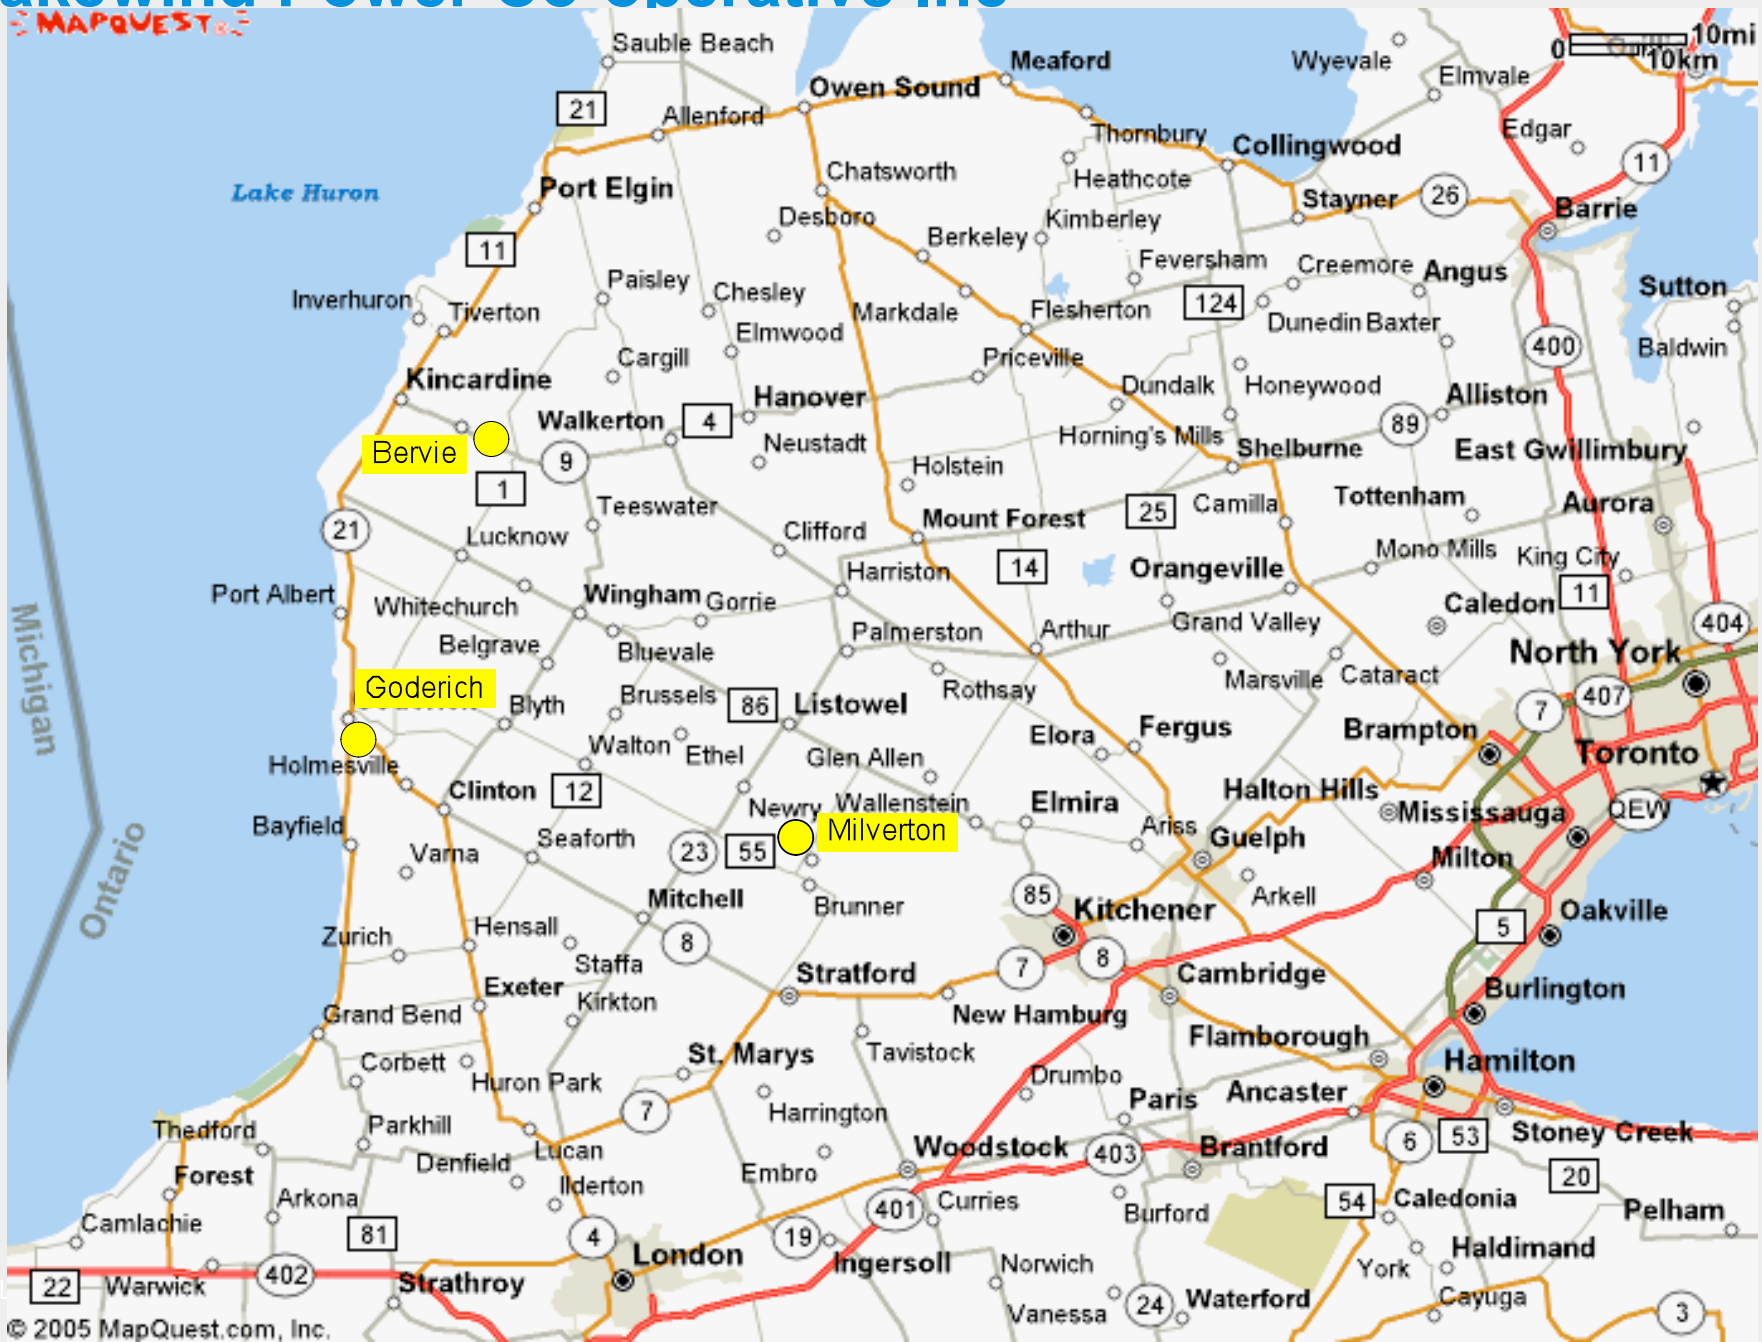 Lakewind Power Co-operative Inc
MAPQUEST
Sauble Beach
Meaford
Wyevale
0
10mi
10km
Elmvale
Owen Sound
21
Allenford
Thornbury
Edgar
Collingwood
11
Chatsworth
Heathcote
Lake Huron
Port Elgin
Stayner
26
Barrie
Desboro
Kimberley
Berkeley
11
Feversham
Creemore
Angus
Paisley
Chesley
Sutton
Inverhuron
Tiverton
Markdale
Flesherton
124
Dunedin
Baxter
Elmwood
400
Baldwin
Cargill
Priceville
Kincardine
Dundalk
Honeywood
Hanover
Alliston
Walkerton
4
89
Horning's Mills
Neustadt
Shelburne
East Gwillimbury
Bervie
9
Holstein
1
Tottenham
Camilla
Aurora
Teeswater
25
Mount Forest
21
Clifford
Lucknow
Mono Mills
King City
Orangeville
14
Harriston
Port Albert
Whitechurch
Wingham
Gorrie
11
Caledon
Grand Valley
404
Michigan
Belgrave
Bluevale
Palmerston
Arthur
North York
Goderich
Rothsay
Marsville
Cataract
Brussels
86
Listowel
Blyth
407
7
Brampton
Walton
Ethel
Elora
Fergus
Toronto
Glen Allen
Holmesville
Clinton
12
Halton Hills
Newry
Wallenstein
Elmira
Mississauga
QEW
Bayfield
Milverton
Seaforth
Ariss
Guelph
Varna
23
55
Milton
Ontario
Mitchell
85
Arkell
Brunner
Kitchener
Oakville
Zurich
Hensall
8
5
Staffa
7
8
Stratford
Cambridge
Exeter
Kirkton
Burlington
Grand Bend
New Hamburg
Flamborough
Tavistock
St. Marys
Corbett
Hamilton
Huron Park
Drumbo
Ancaster
7
Paris
Harrington
Thedford
Parkhill
53
Stoney Creek
6
Lucan
Woodstock
403
Brantford
Denfield
Embro
Forest
20
Arkona
Ilderton
401
Curries
54
Caledonia
Burford
Pelham
Camlachie
81
4
19
London
Ingersoll
Haldimand
Norwich
York
402
22
Warwick
Strathroy
Cayuga
24
Waterford
Vanessa
3
© 2005 MapQuest.com, Inc.